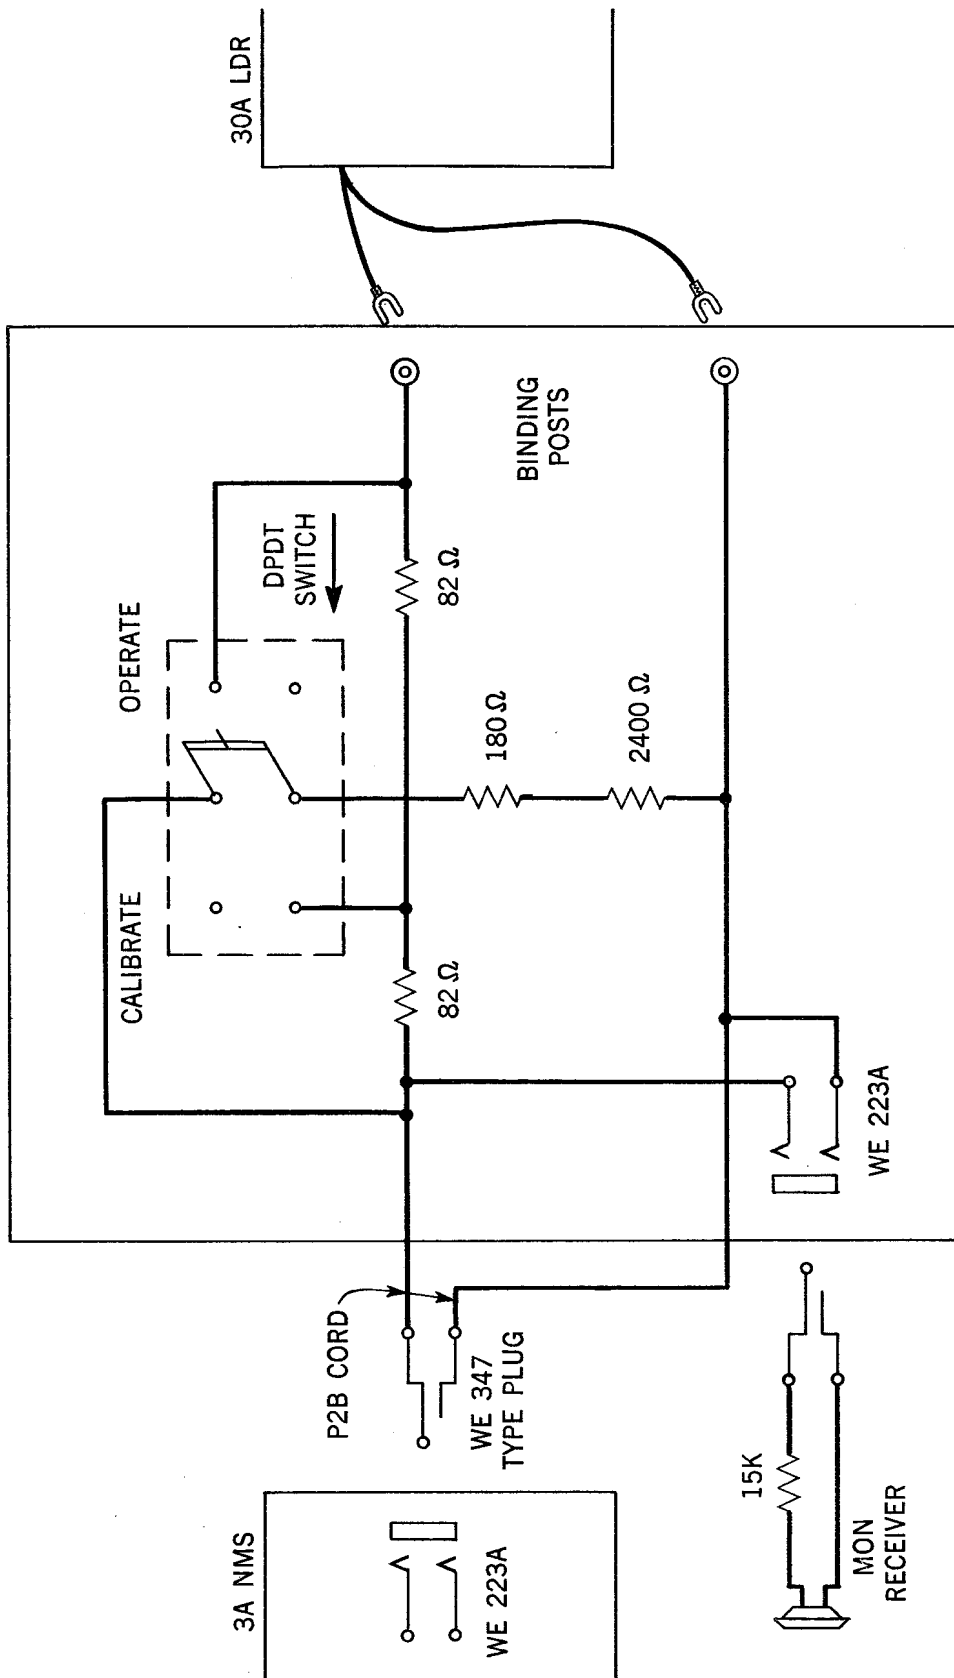 3A NMS
WE 223A
P2B CORD
WE 347
TYPE PLUG
15K
MON
RECEIVER
CALIBRATE
OPERATE
DPDT
SWITCH
82 Ω
82 Ω
180 Ω
2400 Ω
WE 223A
BINDING
POSTS
30A LDR